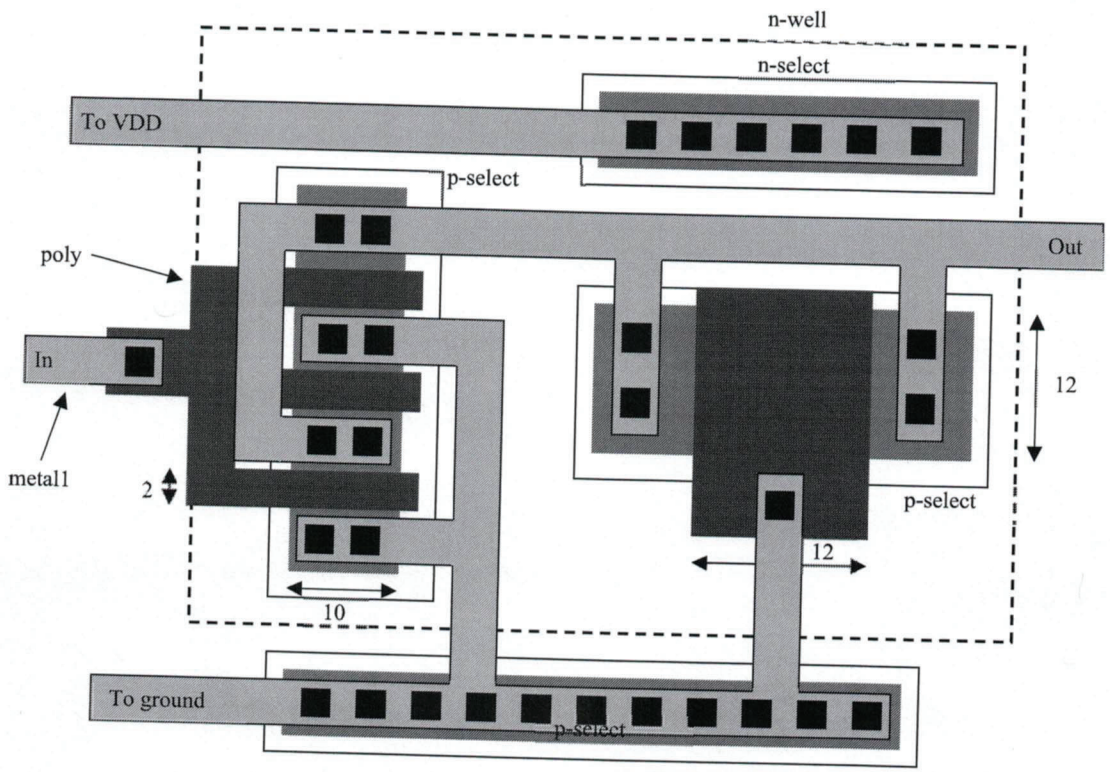 n-well
n-select
To VDD
p-select
poly
Out
In
12
metal1
2
p-select
12
10
To ground
p-select